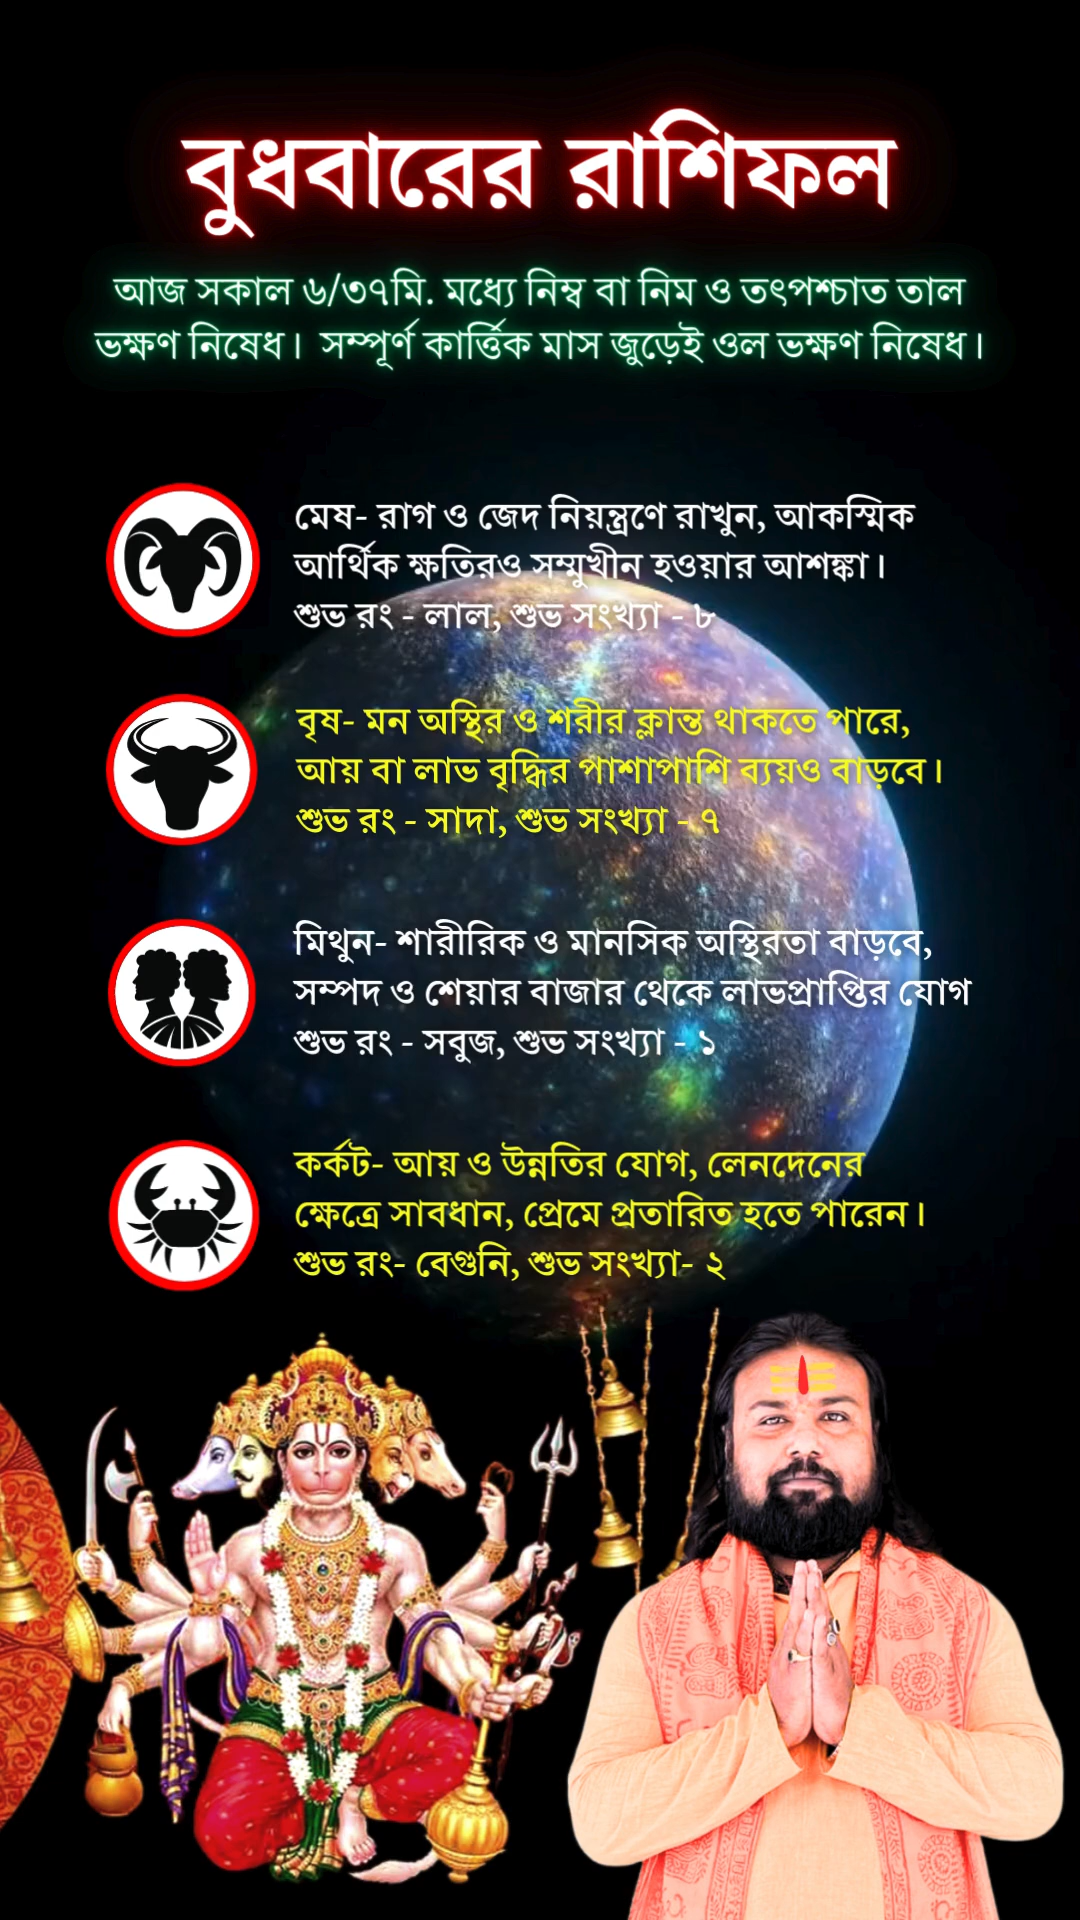 বুধবারের রাশিফল
আজ সকাল ৬/৩৭মি. মধ্যে নিম্ব বা নিম ও তৎপশ্চাত তাল
ভক্ষণ নিষেধ। সম্পূর্ণ কার্ত্তিক মাস জুড়েই ওল ভক্ষণ নিষেধ।
মেষ- রাগ ও জেদ নিয়ন্ত্রণে রাখুন, আকস্মিক
আর্থিক ক্ষতিরও সম্মুখীন হওয়ার আশঙ্কা।
শুভ রং - লাল, শুভ সংখ্যা - ৮
বৃষ- মন অস্থির ও শরীর ক্লান্ত থাকতে পারে,
আয় বা লাভ বৃদ্ধির পাশাপাশি ব্যয়ও বাড়বে।
শুভ রং - সাদা, শুভ সংখ্যা - ৭
মিথুন- শারীরিক ও মানসিক অস্থিরতা বাড়বে,
সম্পদ ও শেয়ার বাজার থেকে লাভপ্রাপ্তির যোগ
শুভ রং - সবুজ, শুভ সংখ্যা - ১
কর্কট- আয় ও উন্নতির যোগ, লেনদেনের
ক্ষেত্রে সাবধান, প্রেমে প্রতারিত হতে পারেন।
শুভ রং- বেগুনি, শুভ সংখ্যা- ২